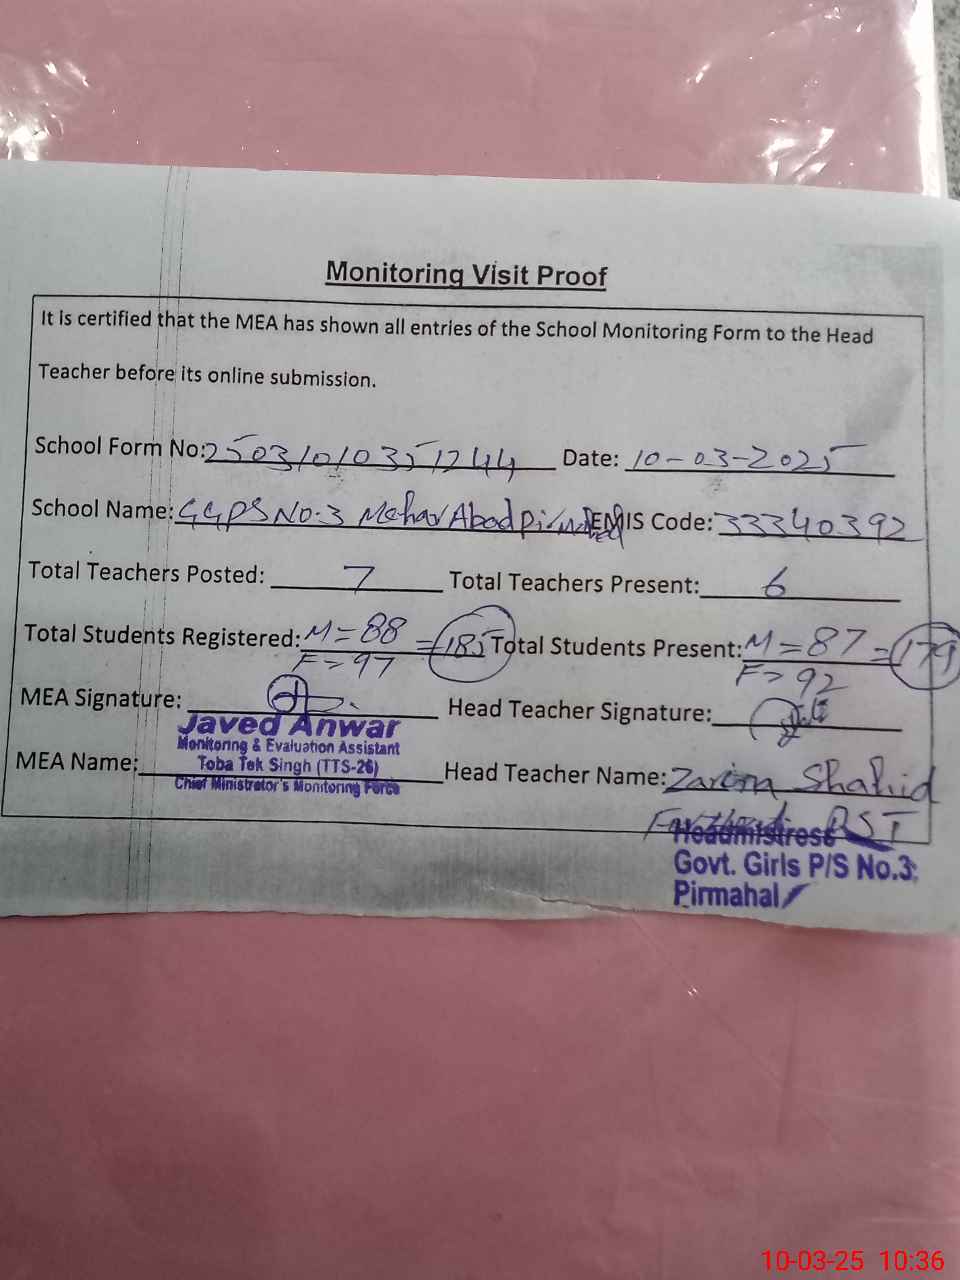 Monitoring Visit Proof
It is certified that the MEA has shown all entries of the School Monitoring Form to the Head
Teacher before its online submission.
School Form No: 25031010351244 Date: 10-03-2025
School Name: GGPS No.3 Mehar Abad Pirmahal EMIS Code: 33340392
Total Teachers Posted: 7 Total Teachers Present: 6
Total Students Registered: M=88 =185 Total Students Present: M=87 =179
F=97 F=92
MEA Signature: Head Teacher Signature:
Javed Anwar
Monitoring & Evaluation Assistant
Toba Tek Singh (TTS-26)
Chief Ministrator's Monitoring Force
MEA Name: Head Teacher Name: Zarina Shahid
PST
Headmistress
Govt. Girls P/S No.3
Pirmahal
10-03-25 10:36